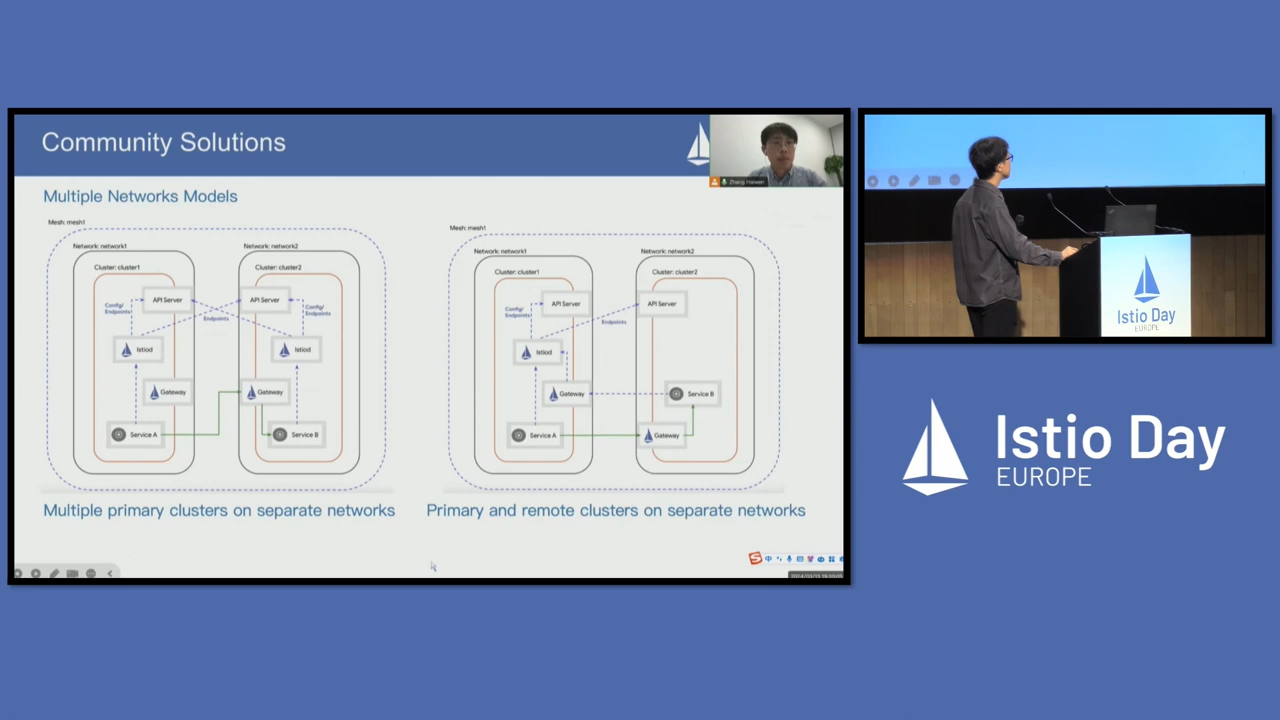 Community Solutions
Multiple Networks Models
Mesh: mesh1
Network: network1
Network: network2
Cluster: cluster1
Cluster: cluster2
API Server
API Server
Config/
Endpoints
Config/
Endpoints
Endpoints
Istiod
Istiod
Gateway
Gateway
Service A
Service B
Multiple primary clusters on separate networks
Mesh: mesh1
Network: network1
Network: network2
Cluster: cluster1
Cluster: cluster2
API Server
API Server
Config/
Endpoints
Endpoints
Istiod
Gateway
Service B
Service A
Gateway
Primary and remote clusters on separate networks
中
Istio Day
EUROPE
Istio Day
EUROPE